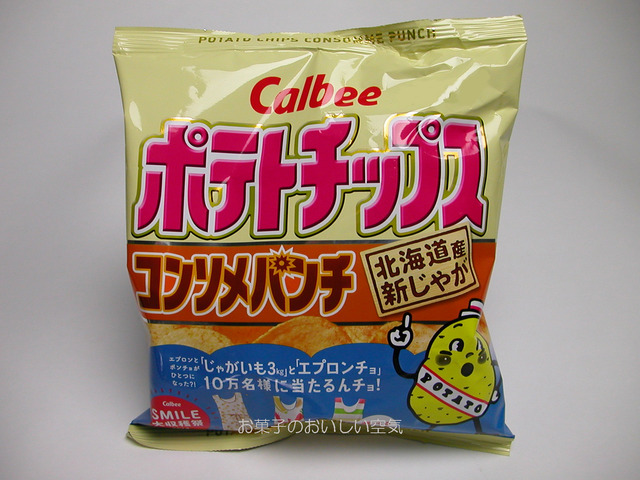 POTATO CHIPS CONSOMME PUNCH
Calbee
ポテトチップス
コンソメパンチ
北海道産
新じゃが
エプロンと
ポンチョが
ひとつに
なった?!
「じゃがいも3kg」と「エプロンチョ」
10万名様に当たるんチョ!
POTATO
Calbee
SMILE
大収穫祭
お菓子のおいしい空気